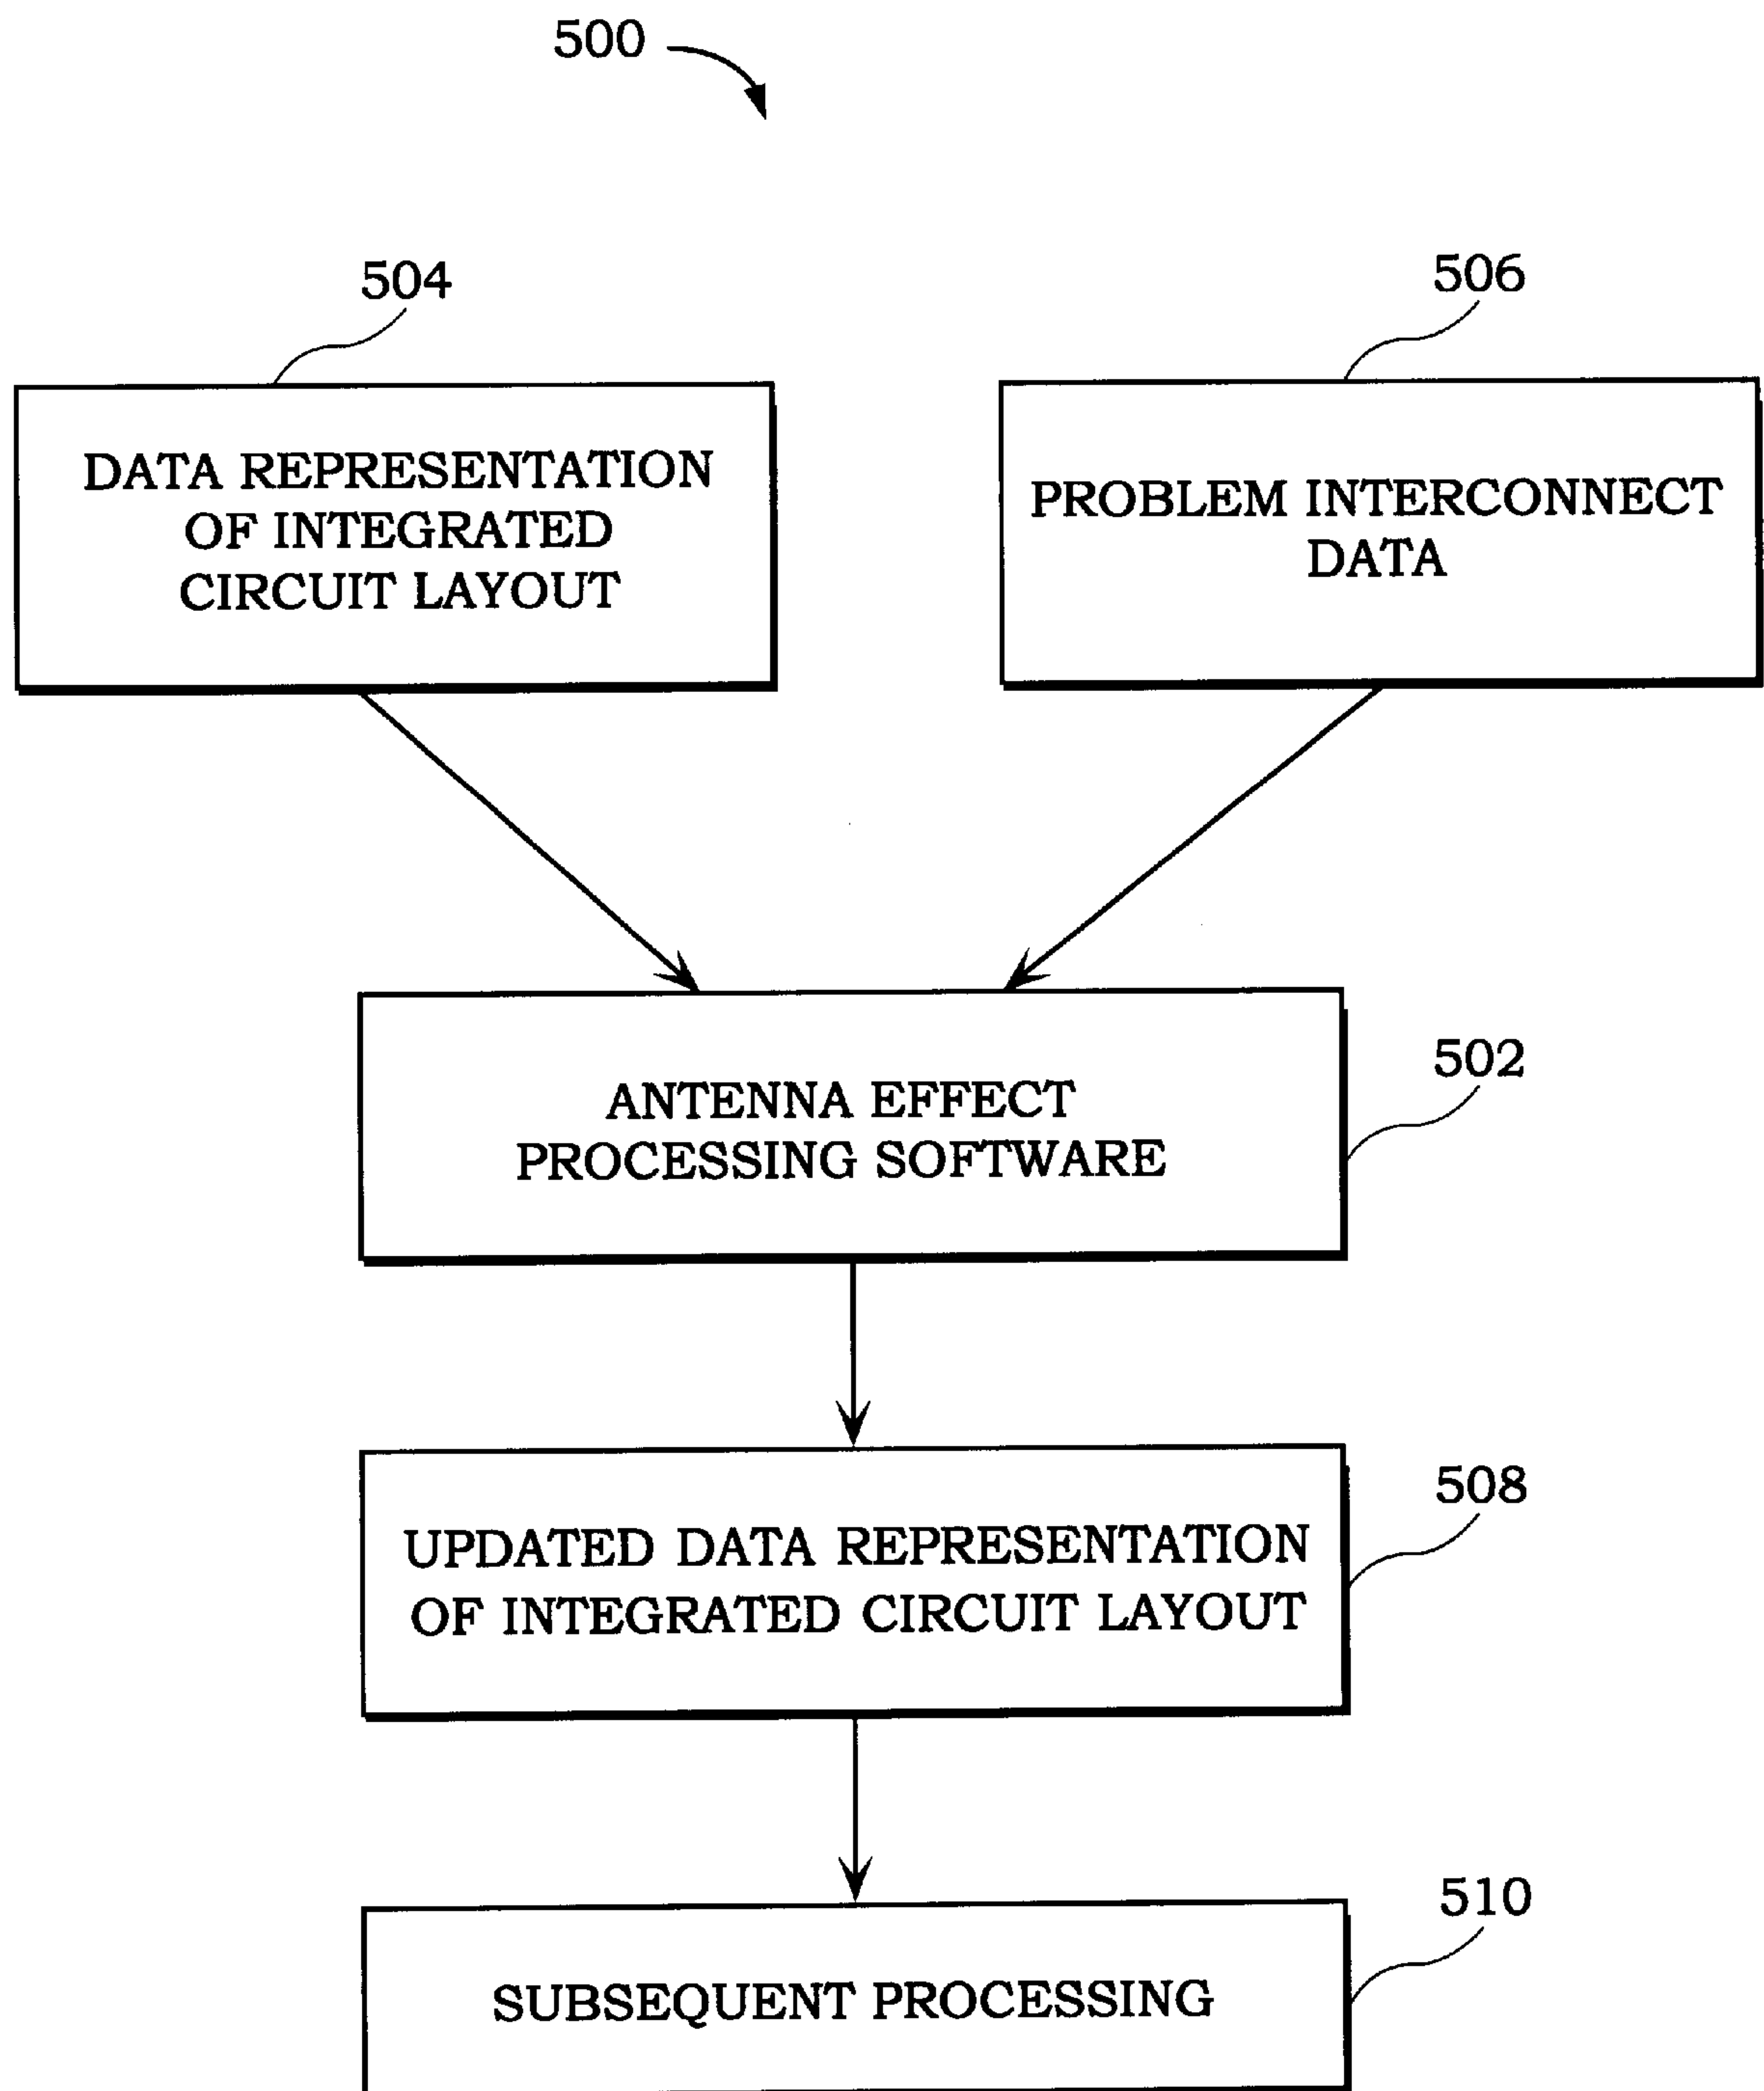 500
504
506
DATA REPRESENTATION
OF INTEGRATED
CIRCUIT LAYOUT
PROBLEM INTERCONNECT
DATA
502
ANTENNA EFFECT
PROCESSING SOFTWARE
508
UPDATED DATA REPRESENTATION
OF INTEGRATED CIRCUIT LAYOUT
510
SUBSEQUENT PROCESSING